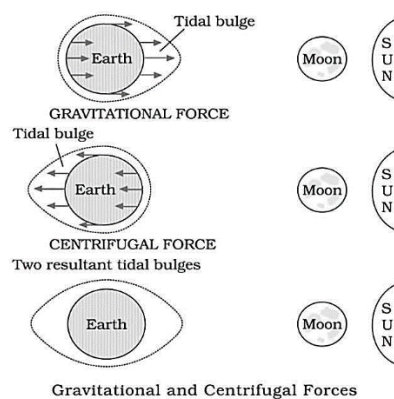 Tidal bulge
Earth
Moon
S
U
N
GRAVITATIONAL FORCE
Tidal bulge
Earth
Moon
S
U
N
CENTRIFUGAL FORCE
Two resultant tidal bulges
Earth
Moon
S
U
N
Gravitational and Centrifugal Forces